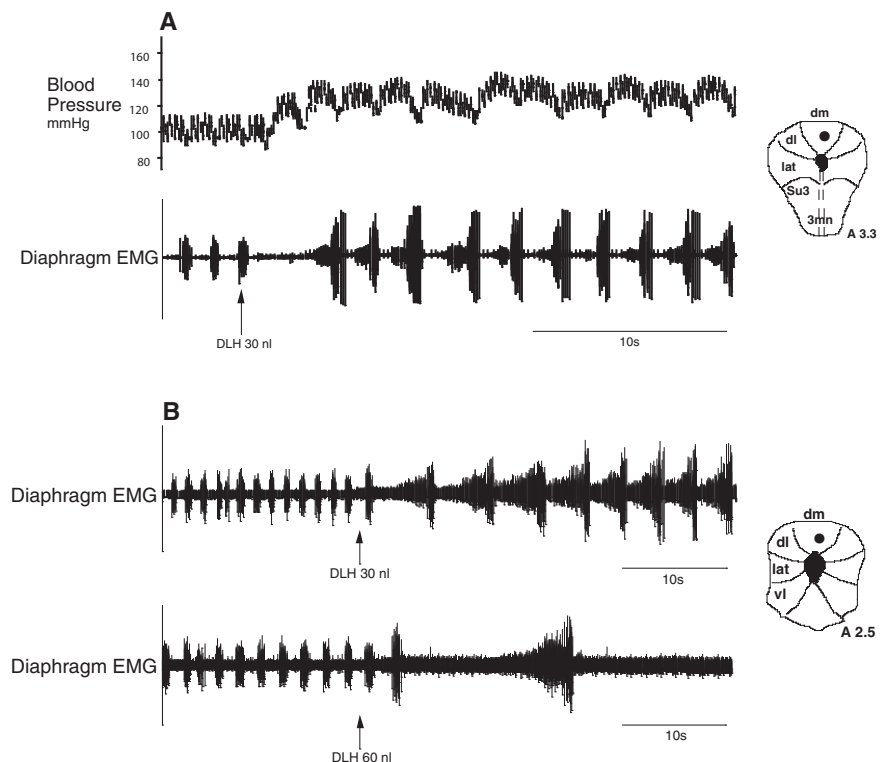 A
160
140
120
100
80
Blood
Pressure
mmHg
Diaphragm EMG
DLH 30 nl
10s
dm
dl
lat
Su3
3mn
A 3.3
B
Diaphragm EMG
DLH 30 nl
10s
Diaphragm EMG
DLH 60 nl
10s
dm
dl
lat
vl
A 2.5